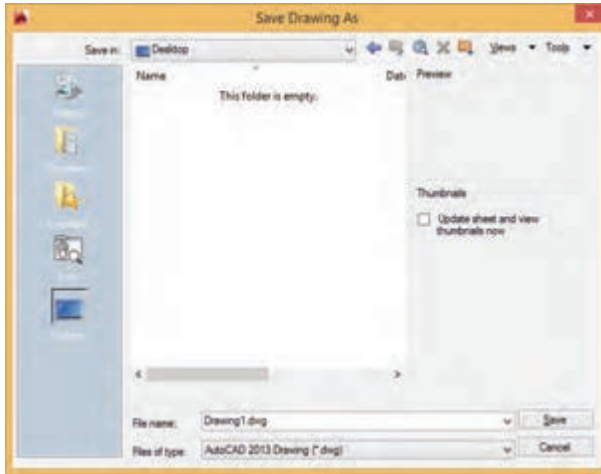 Save Drawing As
Save in: Desktop
Views Tools
Name Date Preview
This folder is empty.
Thumbnails
Update sheet and view
thumbnails now
File name: Drawing1.dwg Save
Files of type: AutoCAD 2013 Drawing (*.dwg) Cancel